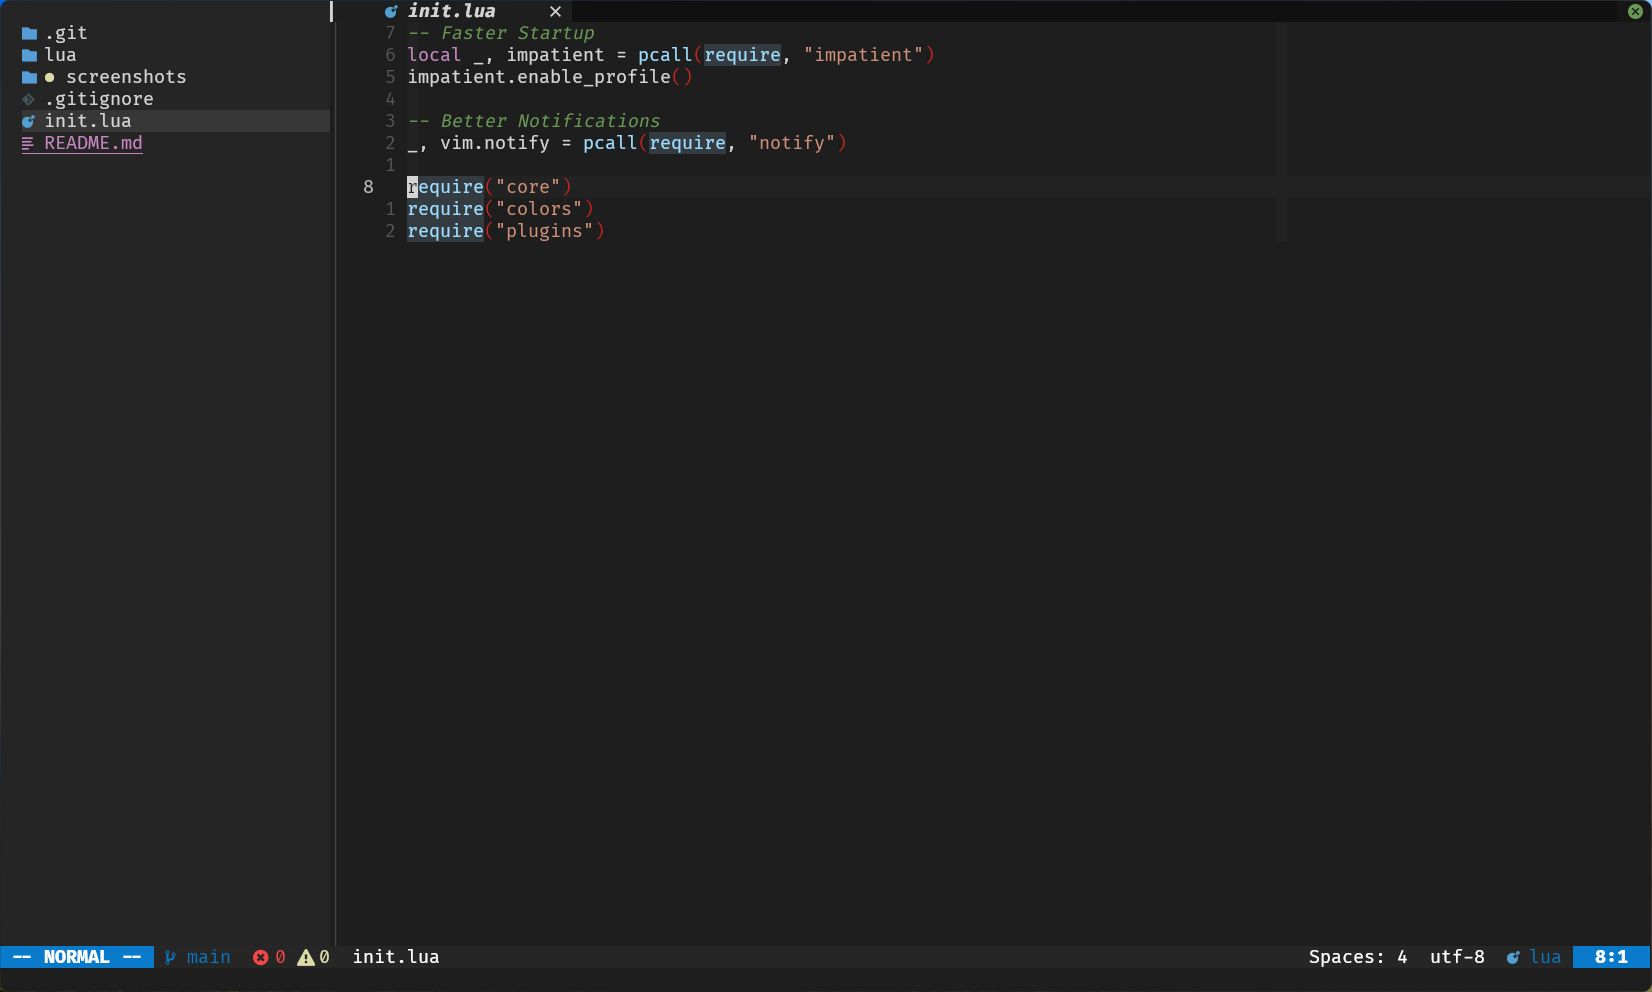 init.lua ×
.git
lua
screenshots
.gitignore
init.lua
README.md
7 -- Faster Startup
6 local _, impatient = pcall(require, "impatient")
5 impatient.enable_profile()
4
3 -- Better Notifications
2 _, vim.notify = pcall(require, "notify")
1
8 require("core")
1 require("colors")
2 require("plugins")
-- NORMAL -- main 0 0 init.lua Spaces: 4 utf-8 lua 8:1